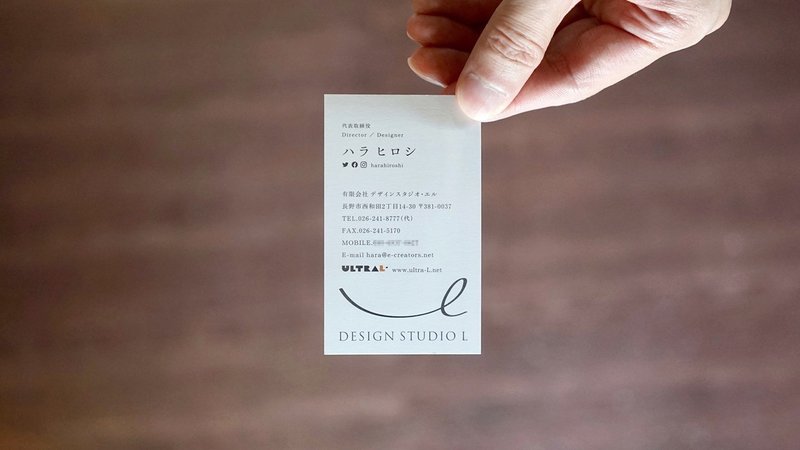 代表取締役
Director / Designer
ハラ ヒロシ
harahiroshi
有限会社 デザインスタジオ・エル
長野市西和田2丁目14-30 〒381-0037
TEL.026-241-8777(代)
FAX.026-241-5170
MOBILE.
E-mail hara@e-creators.net
ULTRAL www.ultra-L.net
DESIGN STUDIO L